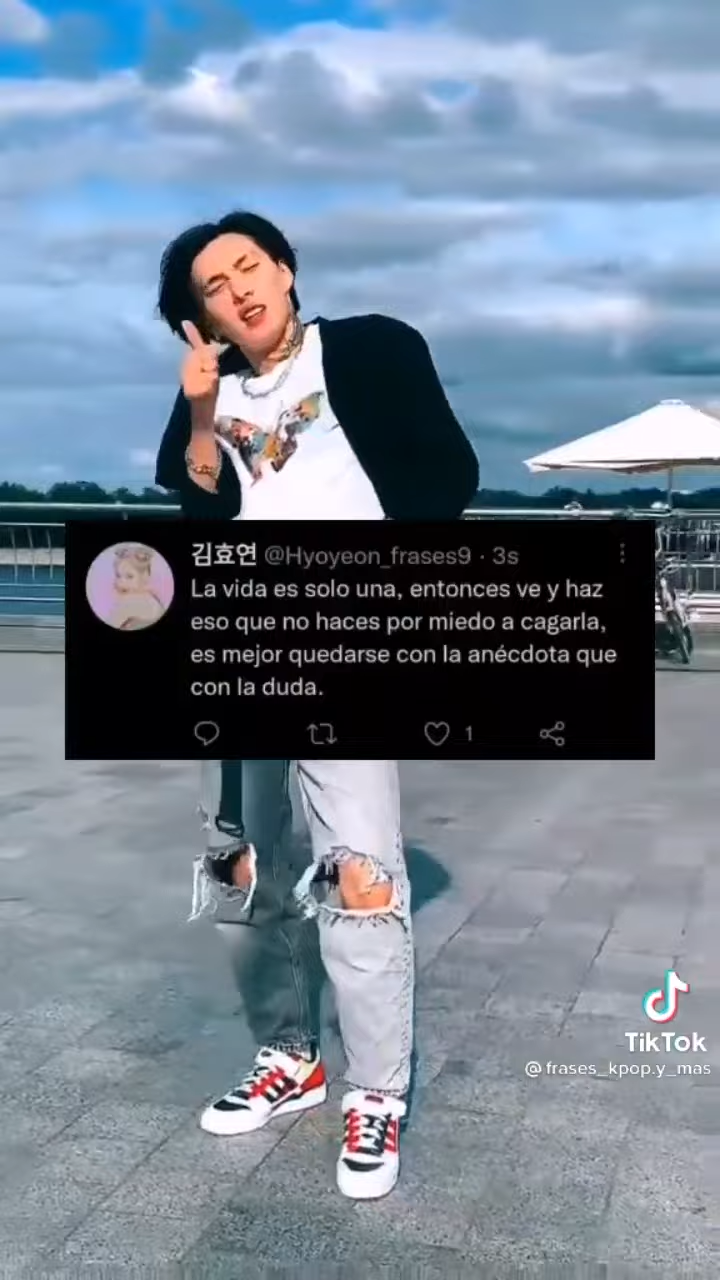 김효연 @Hyoyeon_frases9 · 3s
La vida es solo una, entonces ve y haz
eso que no haces por miedo a cagarla,
es mejor quedarse con la anécdota que
con la duda.
1
TikTok
@frases_kpop.y_mas